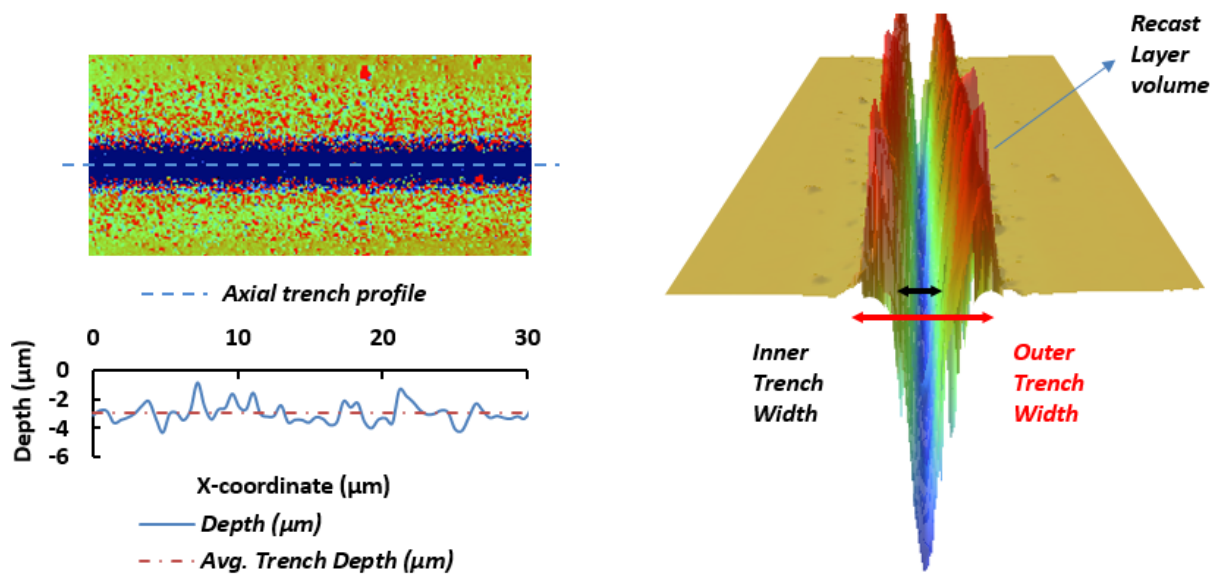 Axial trench profile
0 10 20 30
0
-2
-4
-6
Depth (µm)
X-coordinate (µm)
Depth (µm)
Avg. Trench Depth (µm)
Recast
Layer
volume
Inner
Trench
Width
Outer
Trench
Width